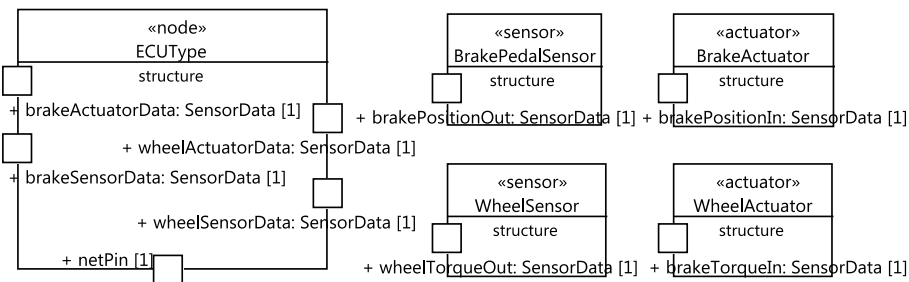 «node»
ECUType
structure
+ brakeActuatorData: SensorData [1]
+ wheelActuatorData: SensorData [1]
+ brakeSensorData: SensorData [1]
+ wheelSensorData: SensorData [1]
+ netPin [1]
«sensor»
BrakePedalSensor
structure
+ brakePositionOut: SensorData [1]
«actuator»
BrakeActuator
structure
+ brakePositionIn: SensorData [1]
«sensor»
WheelSensor
structure
+ wheelTorqueOut: SensorData [1]
«actuator»
WheelActuator
structure
+ brakeTorqueIn: SensorData [1]